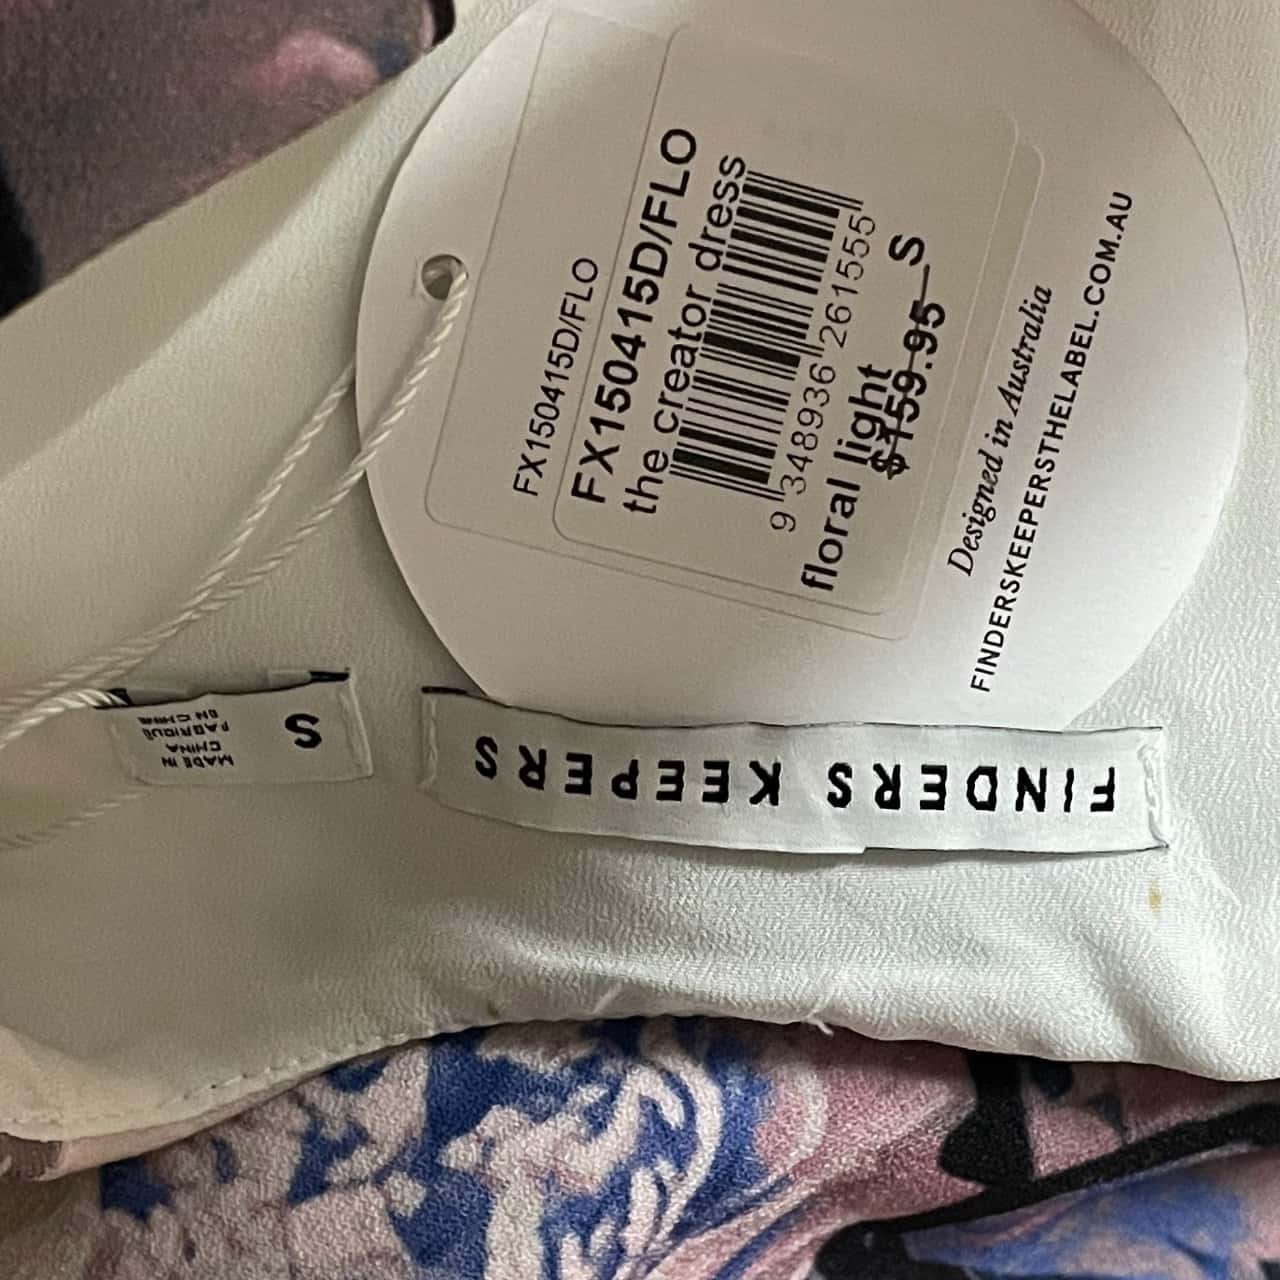 FX150415D/FLO
FX150415D/FLO
the creator dress
9 348936 261555
floral light S
$159.95
Designed in Australia
FINDERSKEEPERSTHELABEL.COM.AU
FINDERS KEEPERS
S
MADE IN
CHINA
FABRIQUÉ
EN CHINE